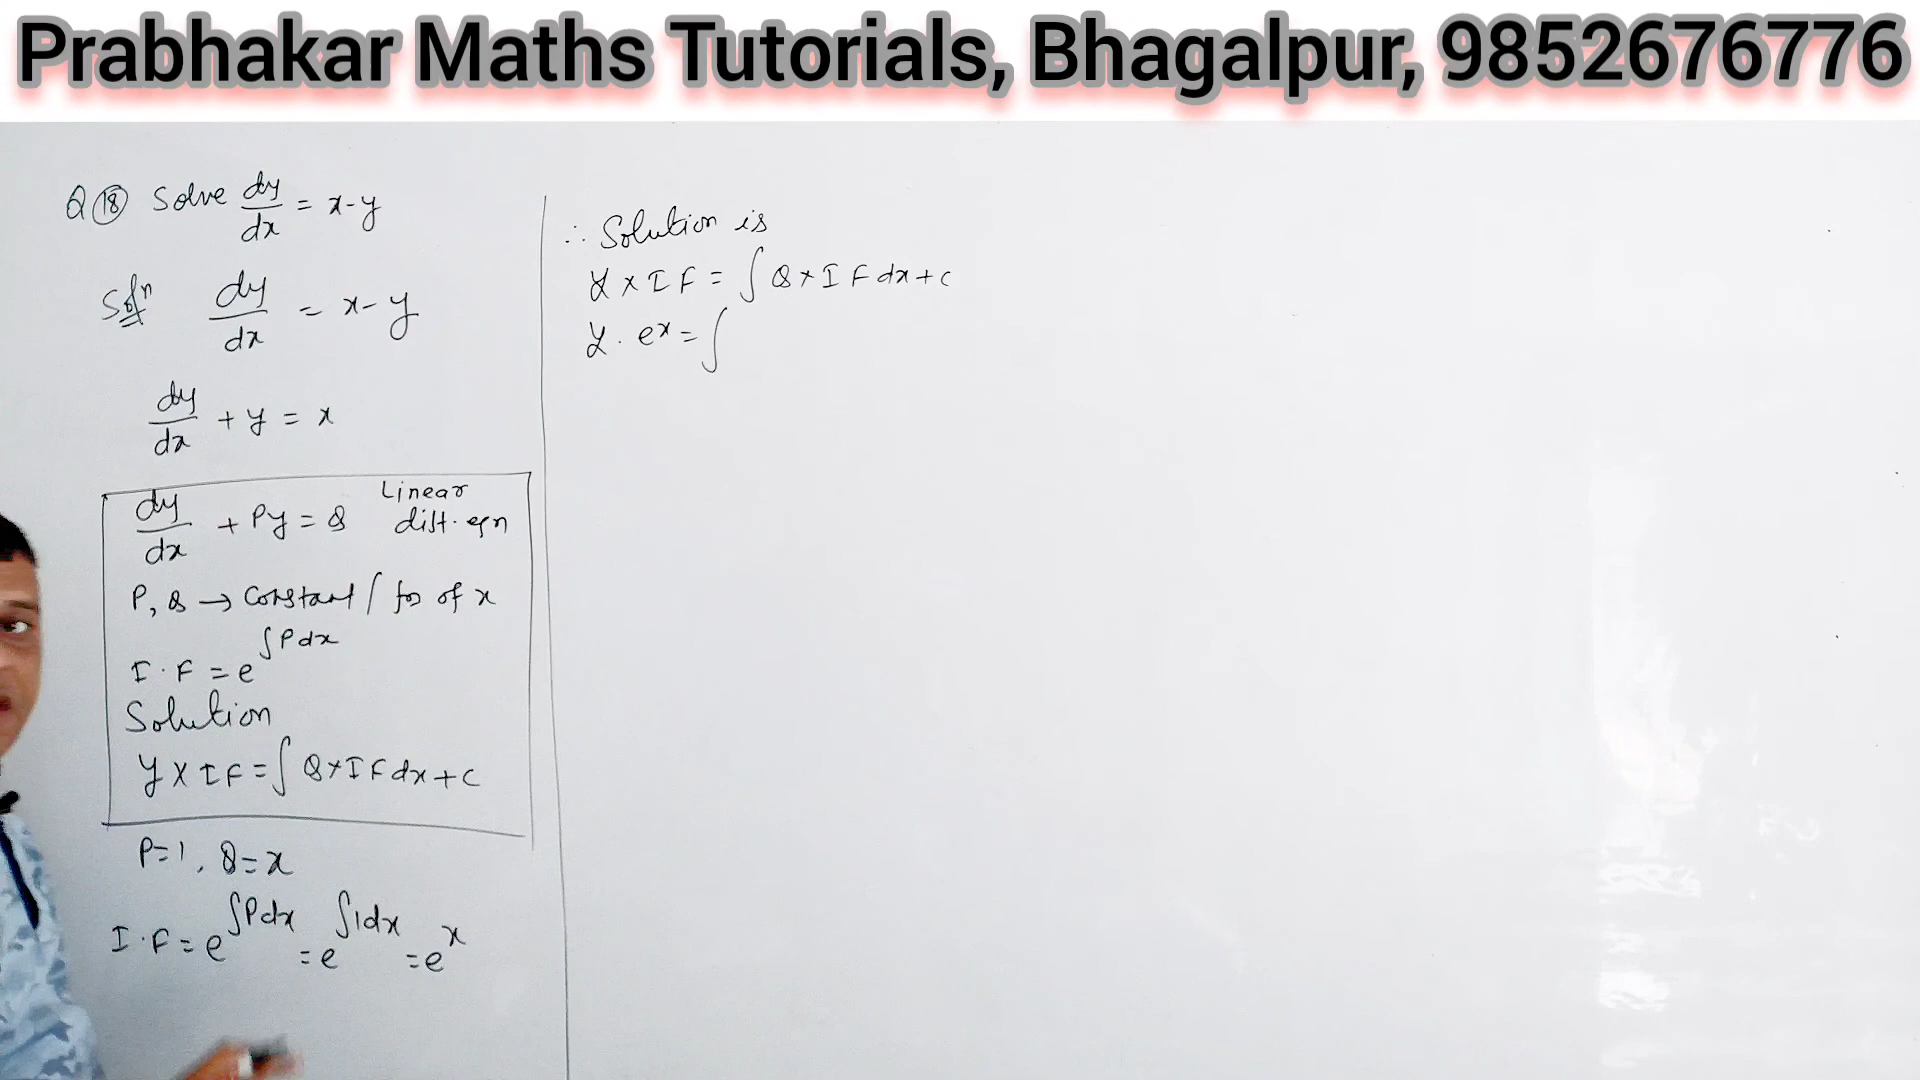 Prabhakar Maths Tutorials, Bhagalpur, 9852676776
Q 18 Solve dy/dx = x-y
Solⁿ dy/dx = x-y
dy/dx + y = x
dy/dx + Py = Q Linear diff. eqn
P, Q → Constant / fn of x
I.F = e^∫Pdx
Solution
y × IF = ∫Q×IF dx + c
P=1, Q=x
I.F = e^∫Pdx = e^∫1dx = e^x
∴ Solution is
y × IF = ∫Q×IF dx + c
y. e^x = ∫